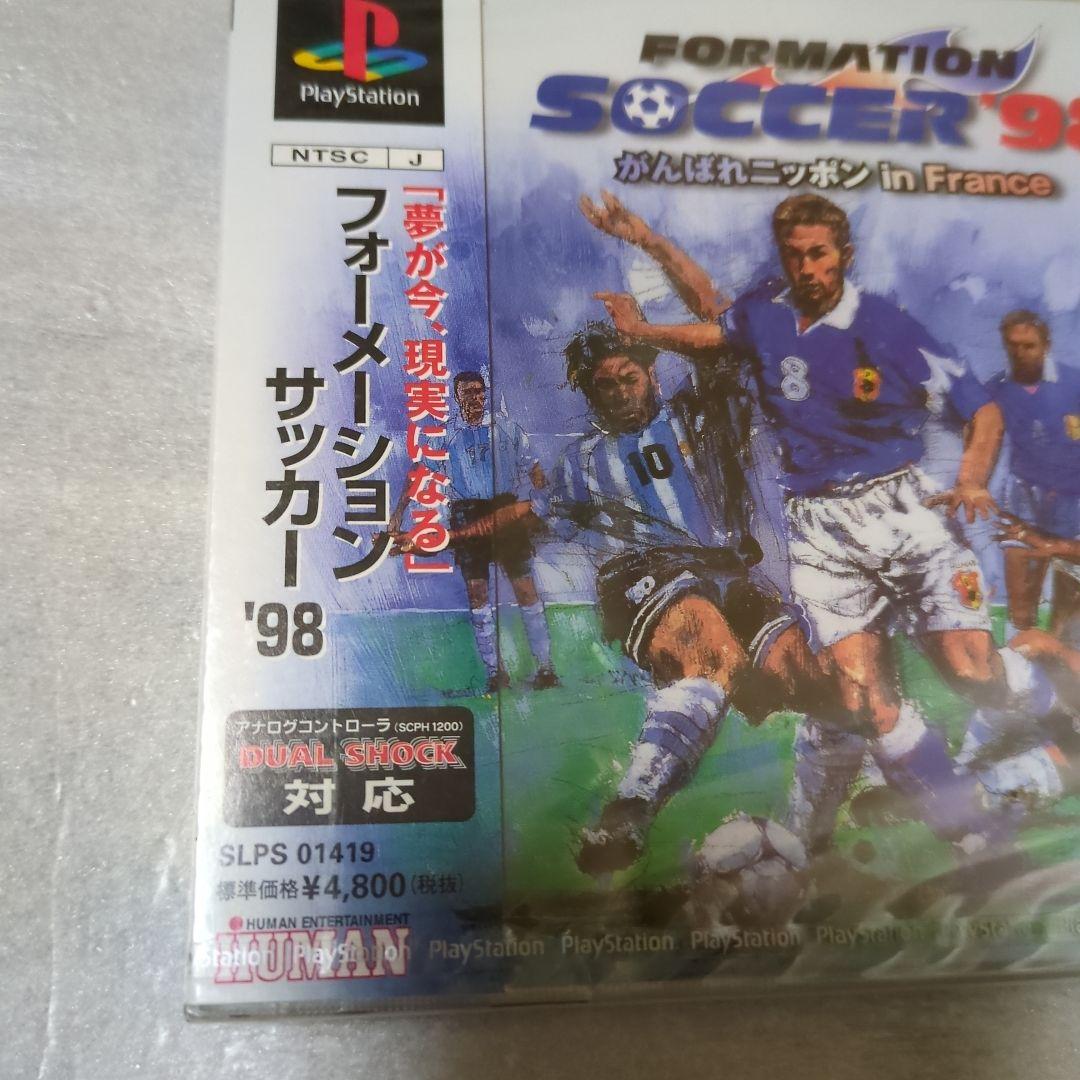 PlayStation
NTSC J
「夢が今、現実になる」
フォーメーション
サッカー
'98
アナログコントローラ(SCPH 1200)
DUAL SHOCK
対応
SLPS 01419
標準価格¥4,800(税抜)
HUMAN ENTERTAINMENT
HUMAN
FORMATION
SOCCER '98
がんばれニッポン in France
8
10
Station PlayStation PlayStation PlayStation PlayStation PlayStation